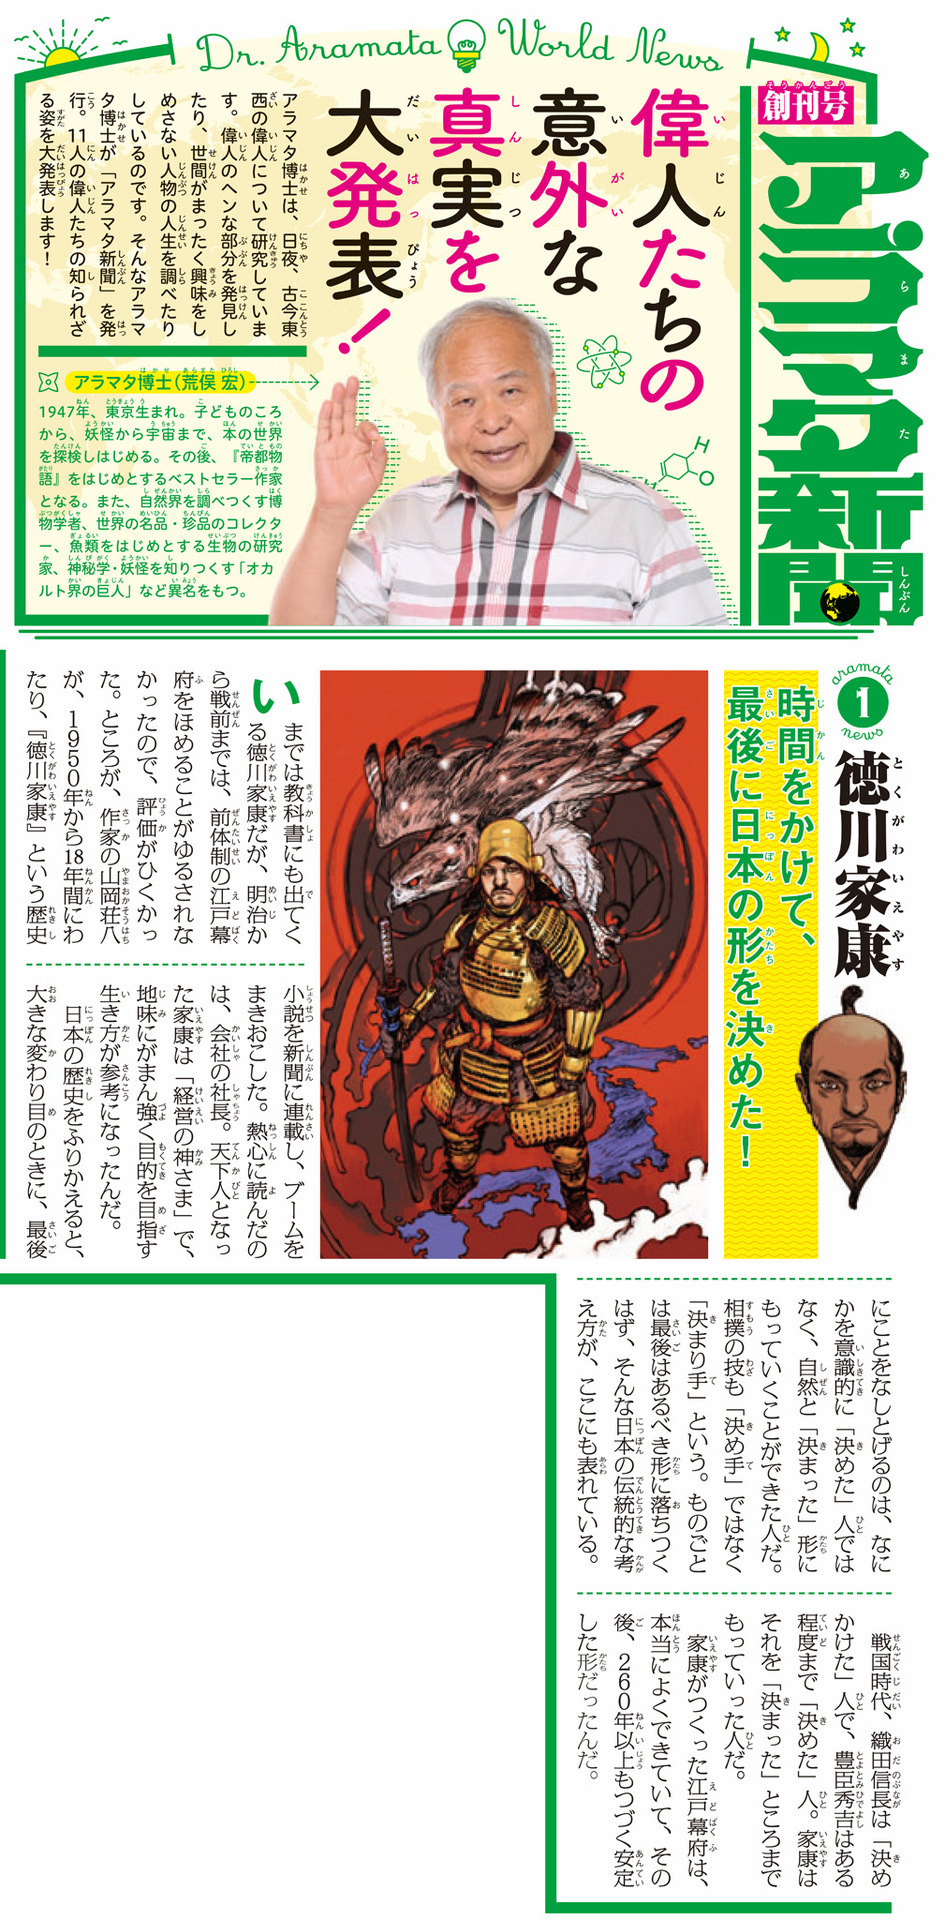 Dr. Aramata World News
創刊号
アラマタ新聞
偉人たちの
意外な
真実を
大発表！
アラマタ博士は、日夜、古今東
西の偉人について研究していま
す。偉人のヘンな部分を発見し
たり、世間がまったく興味をし
めさない人物の人生を調べたり
しているのです。そんなアラマ
タ博士が「アラマタ新聞」を発
行。11人の偉人たちの知られざ
る姿を大発表します！
アラマタ博士（荒俣 宏）
1947年、東京生まれ。子どものころ
から、妖怪から宇宙まで、本の世界
を探検しはじめる。その後、『帝都物
語』をはじめとするベストセラー作家
となる。また、自然界を調べつくす博
物学者、世界の名品・珍品のコレクタ
ー、魚類をはじめとする生物の研究
家、神秘学・妖怪を知りつくす「オカ
ルト界の巨人」など異名をもつ。
H
O
H
aramata
1
news
徳川家康
時間をかけて、
最後に日本の形を決めた！
いまでは教科書にも出てく
る徳川家康だが、明治か
ら戦前までは、前体制の江戸幕
府をほめることがゆるされな
かったので、評価がひくかっ
た。ところが、作家の山岡荘八
が、1950年から18年間にわ
たり、『徳川家康』という歴史
小説を新聞に連載し、ブームを
まきおこした。熱心に読んだの
は、会社の社長。天下人となっ
た家康は「経営の神さま」で、
地味にがまん強く目的を目指す
生き方が参考になったんだ。
日本の歴史をふりかえると、
大きな変わり目のときに、最後
にことをなしとげるのは、なに
かを意識的に「決めた」人では
なく、自然と「決まった」形に
もっていくことができた人だ。
相撲の技も「決め手」ではなく
「決まり手」という。ものごと
は最後はあるべき形に落ちつく
はず、そんな日本の伝統的な考
え方が、ここにも表れている。
戦国時代、織田信長は「決め
かけた」人で、豊臣秀吉はある
程度まで「決めた」人。家康は
それを「決まった」ところまで
もっていった人だ。
家康がつくった江戸幕府は、
本当によくできていて、その
後、260年以上もつづく安定
した形だったんだ。